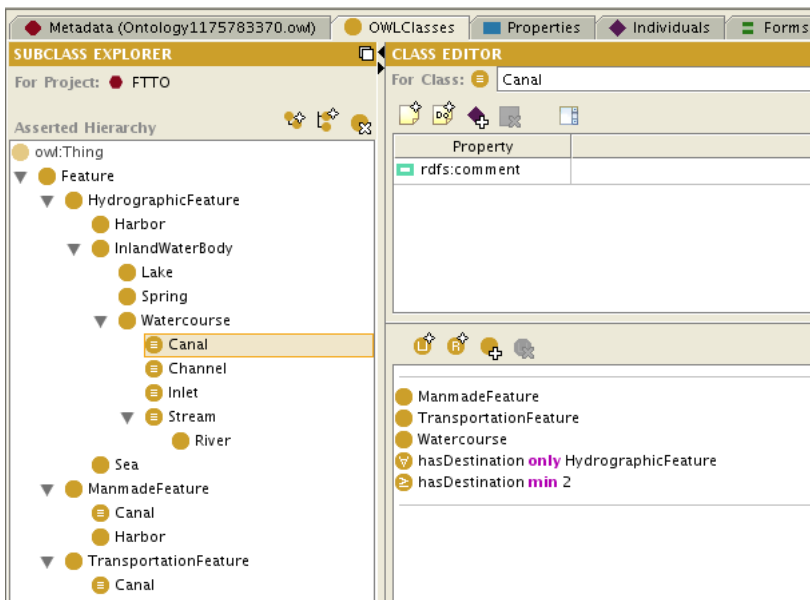 Metadata (Ontology1175783370.owl) OWLClasses Properties Individuals Forms
SUBCLASS EXPLORER
For Project: FTTO
Asserted Hierarchy
owl:Thing
Feature
HydrographicFeature
Harbor
InlandWaterBody
Lake
Spring
Watercourse
Canal
Channel
Inlet
Stream
River
Sea
ManmadeFeature
Canal
Harbor
TransportationFeature
Canal
CLASS EDITOR
For Class: Canal
Property
rdfs:comment
ManmadeFeature
TransportationFeature
Watercourse
∀ hasDestination only HydrographicFeature
≥ hasDestination min 2